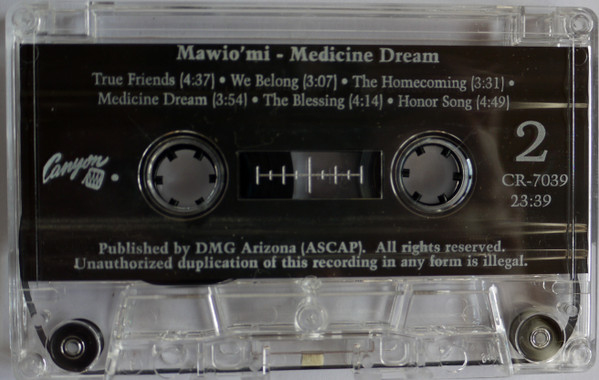 Mawio'mi - Medicine Dream
True Friends (4:37) • We Belong (3:07) • The Homecoming (3:31) •
Medicine Dream (3:54) • The Blessing (4:14) • Honor Song (4:49)
Canyon
2
CR-7039
23:39
Published by DMG Arizona (ASCAP). All rights reserved.
Unauthorized duplication of this recording in any form is illegal.